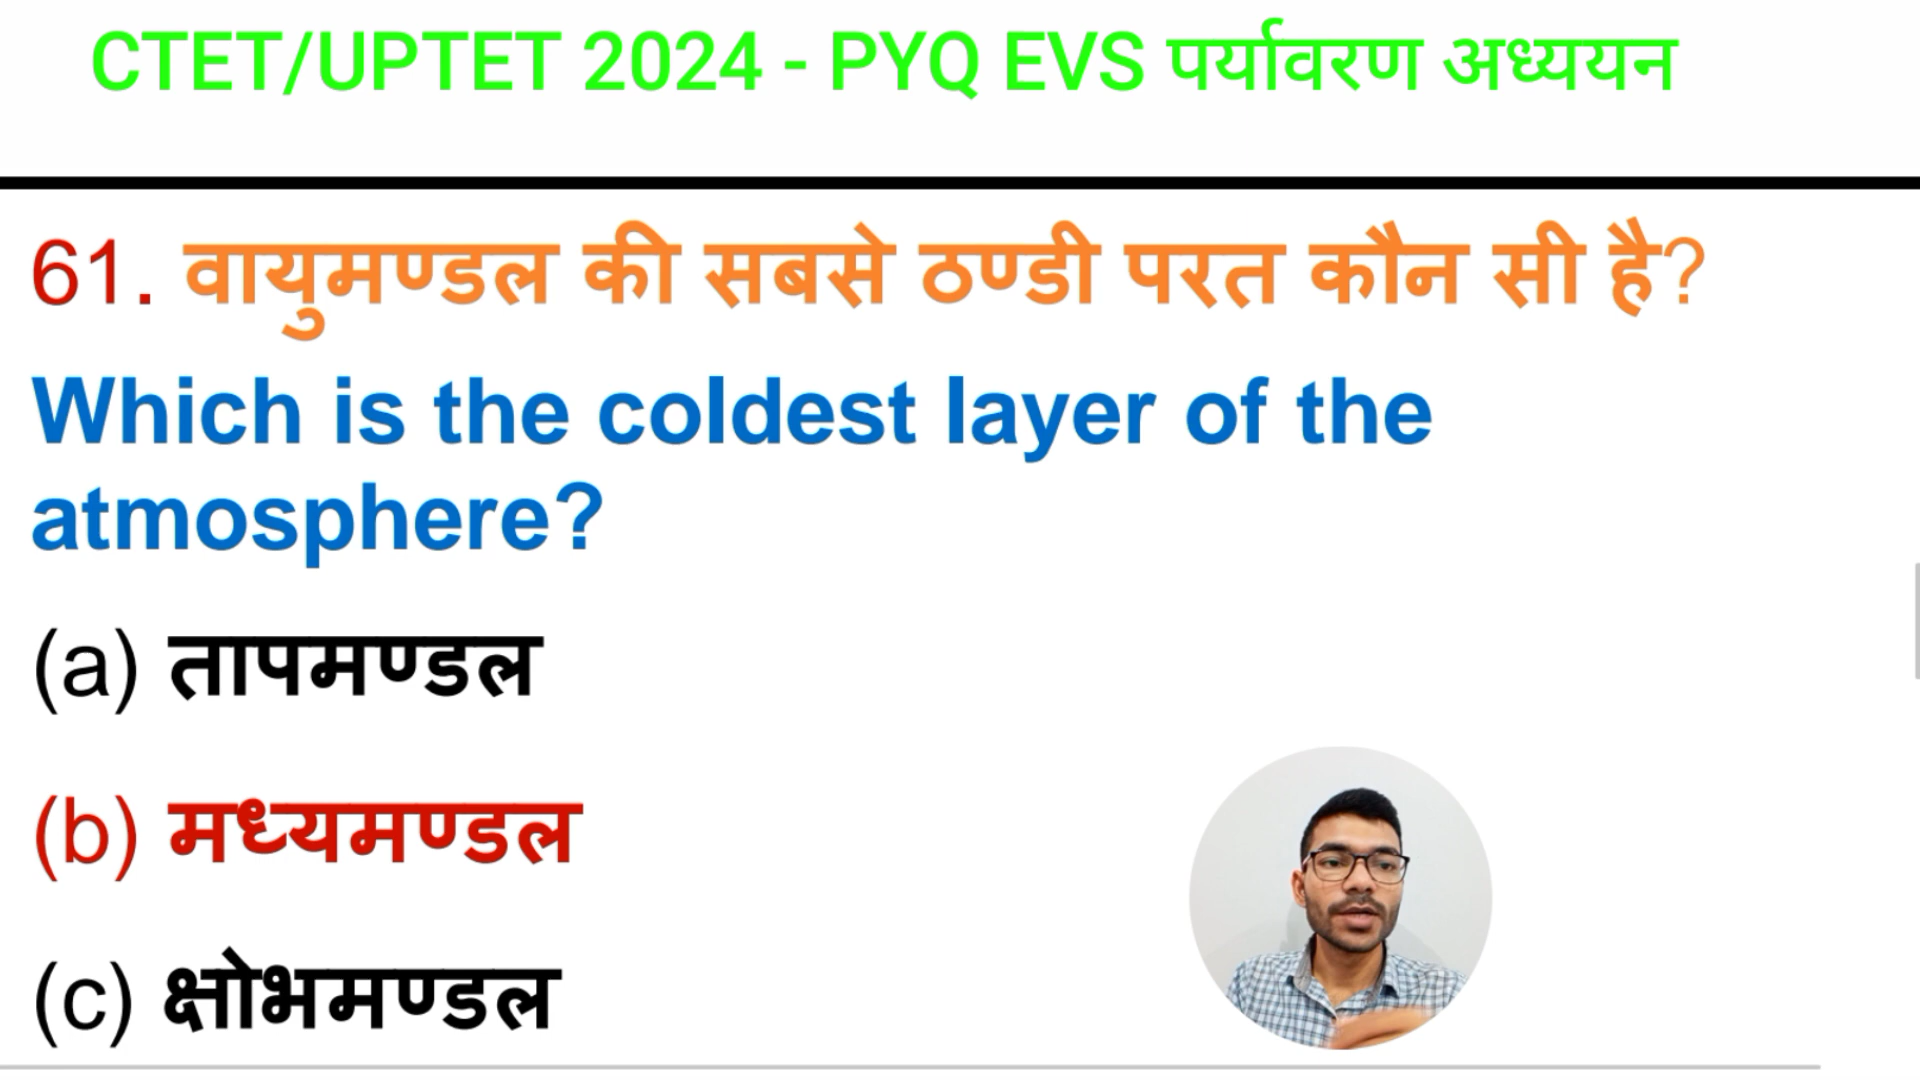 CTET/UPTET 2024 - PYQ EVS पर्यावरण अध्ययन
61. वायुमण्डल की सबसे ठण्डी परत कौन सी है?
Which is the coldest layer of the
atmosphere?
(a) तापमण्डल
(b) मध्यमण्डल
(c) क्षोभमण्डल